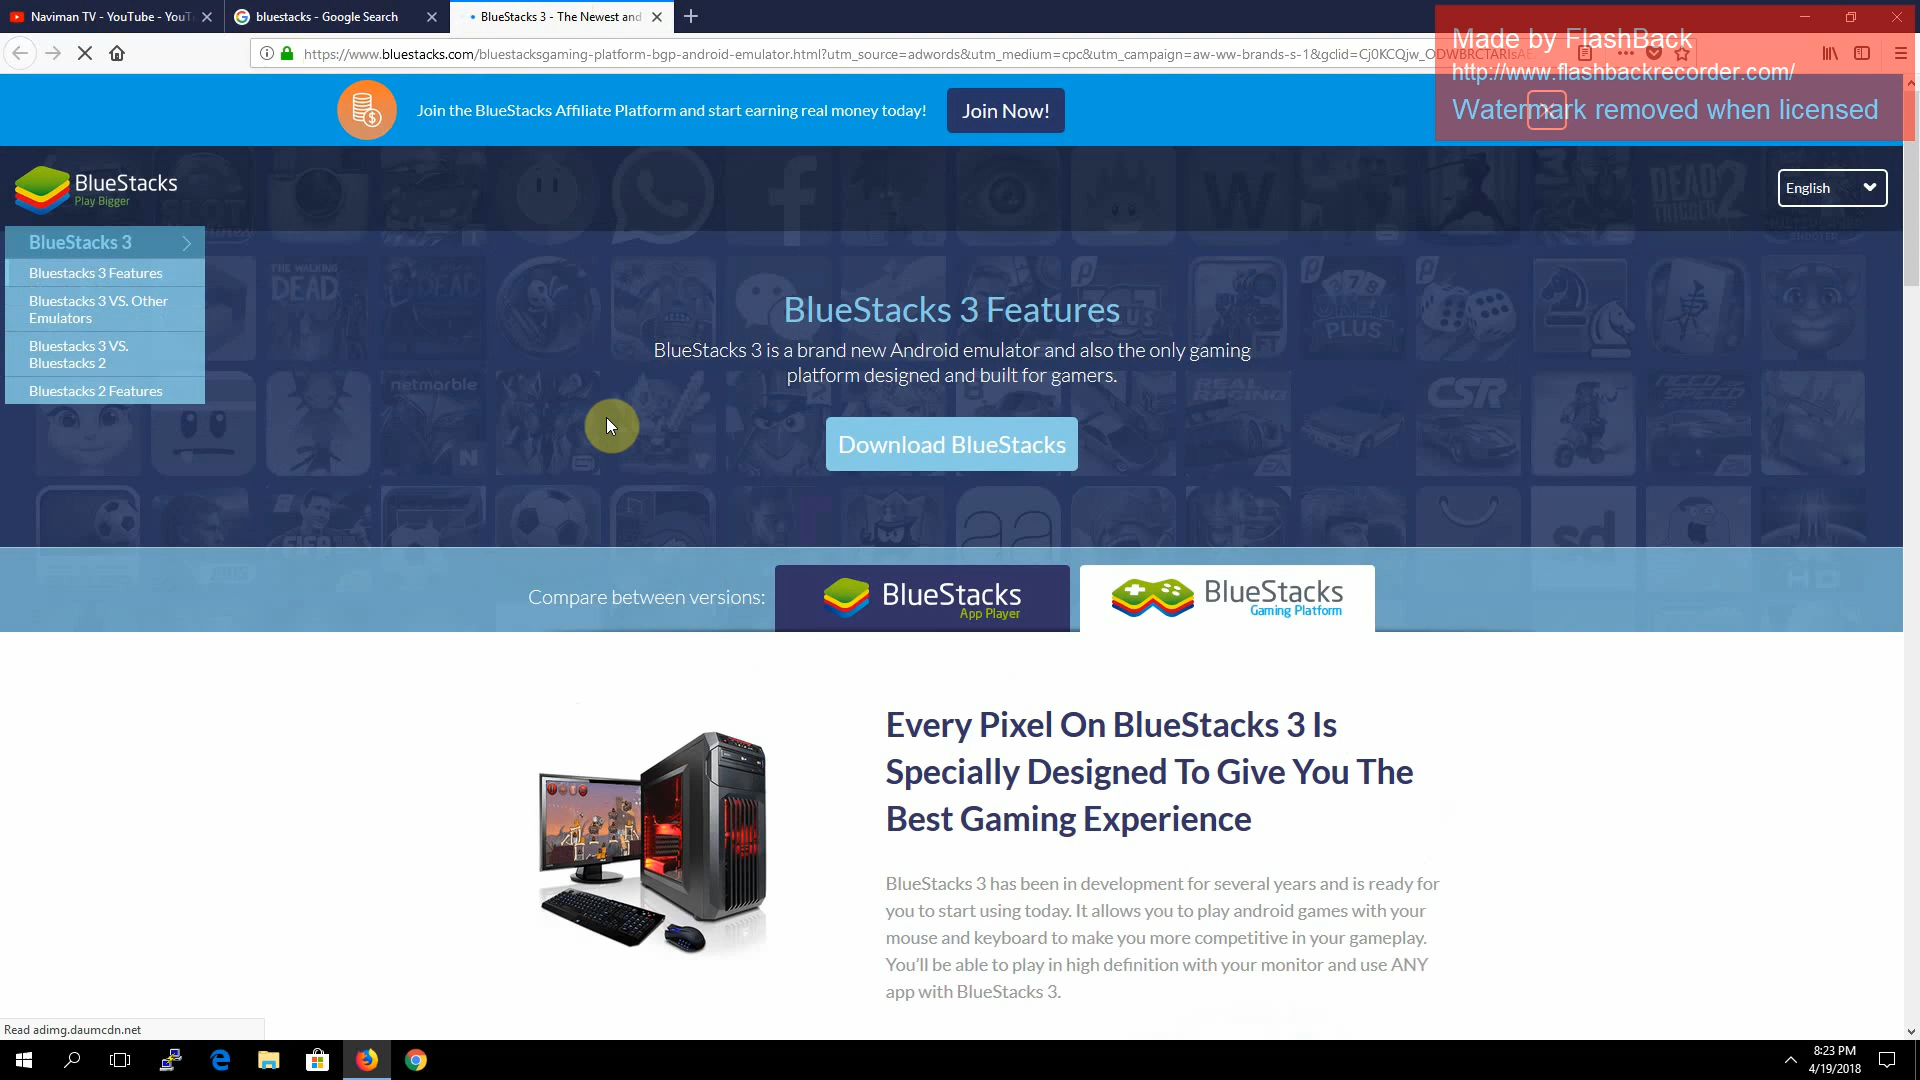 Naviman TV - YouTube - YouT
bluestacks - Google Search
BlueStacks 3 - The Newest and
https://www.bluestacks.com/bluestacksgaming-platform-bgp-android-emulator.html?utm_source=adwords&utm_medium=cpc&utm_campaign=aw-ww-brands-s-1&gclid=Cj0KCQjw_ODWBRCTARIsAE
Made by FlashBack
http://www.flashbackrecorder.com/
Watermark removed when licensed
Join the BlueStacks Affiliate Platform and start earning real money today!
Join Now!
BlueStacks
Play Bigger
English
BlueStacks 3
Bluestacks 3 Features
Bluestacks 3 VS. Other
Emulators
Bluestacks 3 VS.
Bluestacks 2
Bluestacks 2 Features
BlueStacks 3 Features
BlueStacks 3 is a brand new Android emulator and also the only gaming
platform designed and built for gamers.
Download BlueStacks
Compare between versions:
BlueStacks
App Player
BlueStacks
Gaming Platform
Every Pixel On BlueStacks 3 Is
Specially Designed To Give You The
Best Gaming Experience
BlueStacks 3 has been in development for several years and is ready for
you to start using today. It allows you to play android games with your
mouse and keyboard to make you more competitive in your gameplay.
You'll be able to play in high definition with your monitor and use ANY
app with BlueStacks 3.
Read adimg.daumcdn.net
8:23 PM
4/19/2018